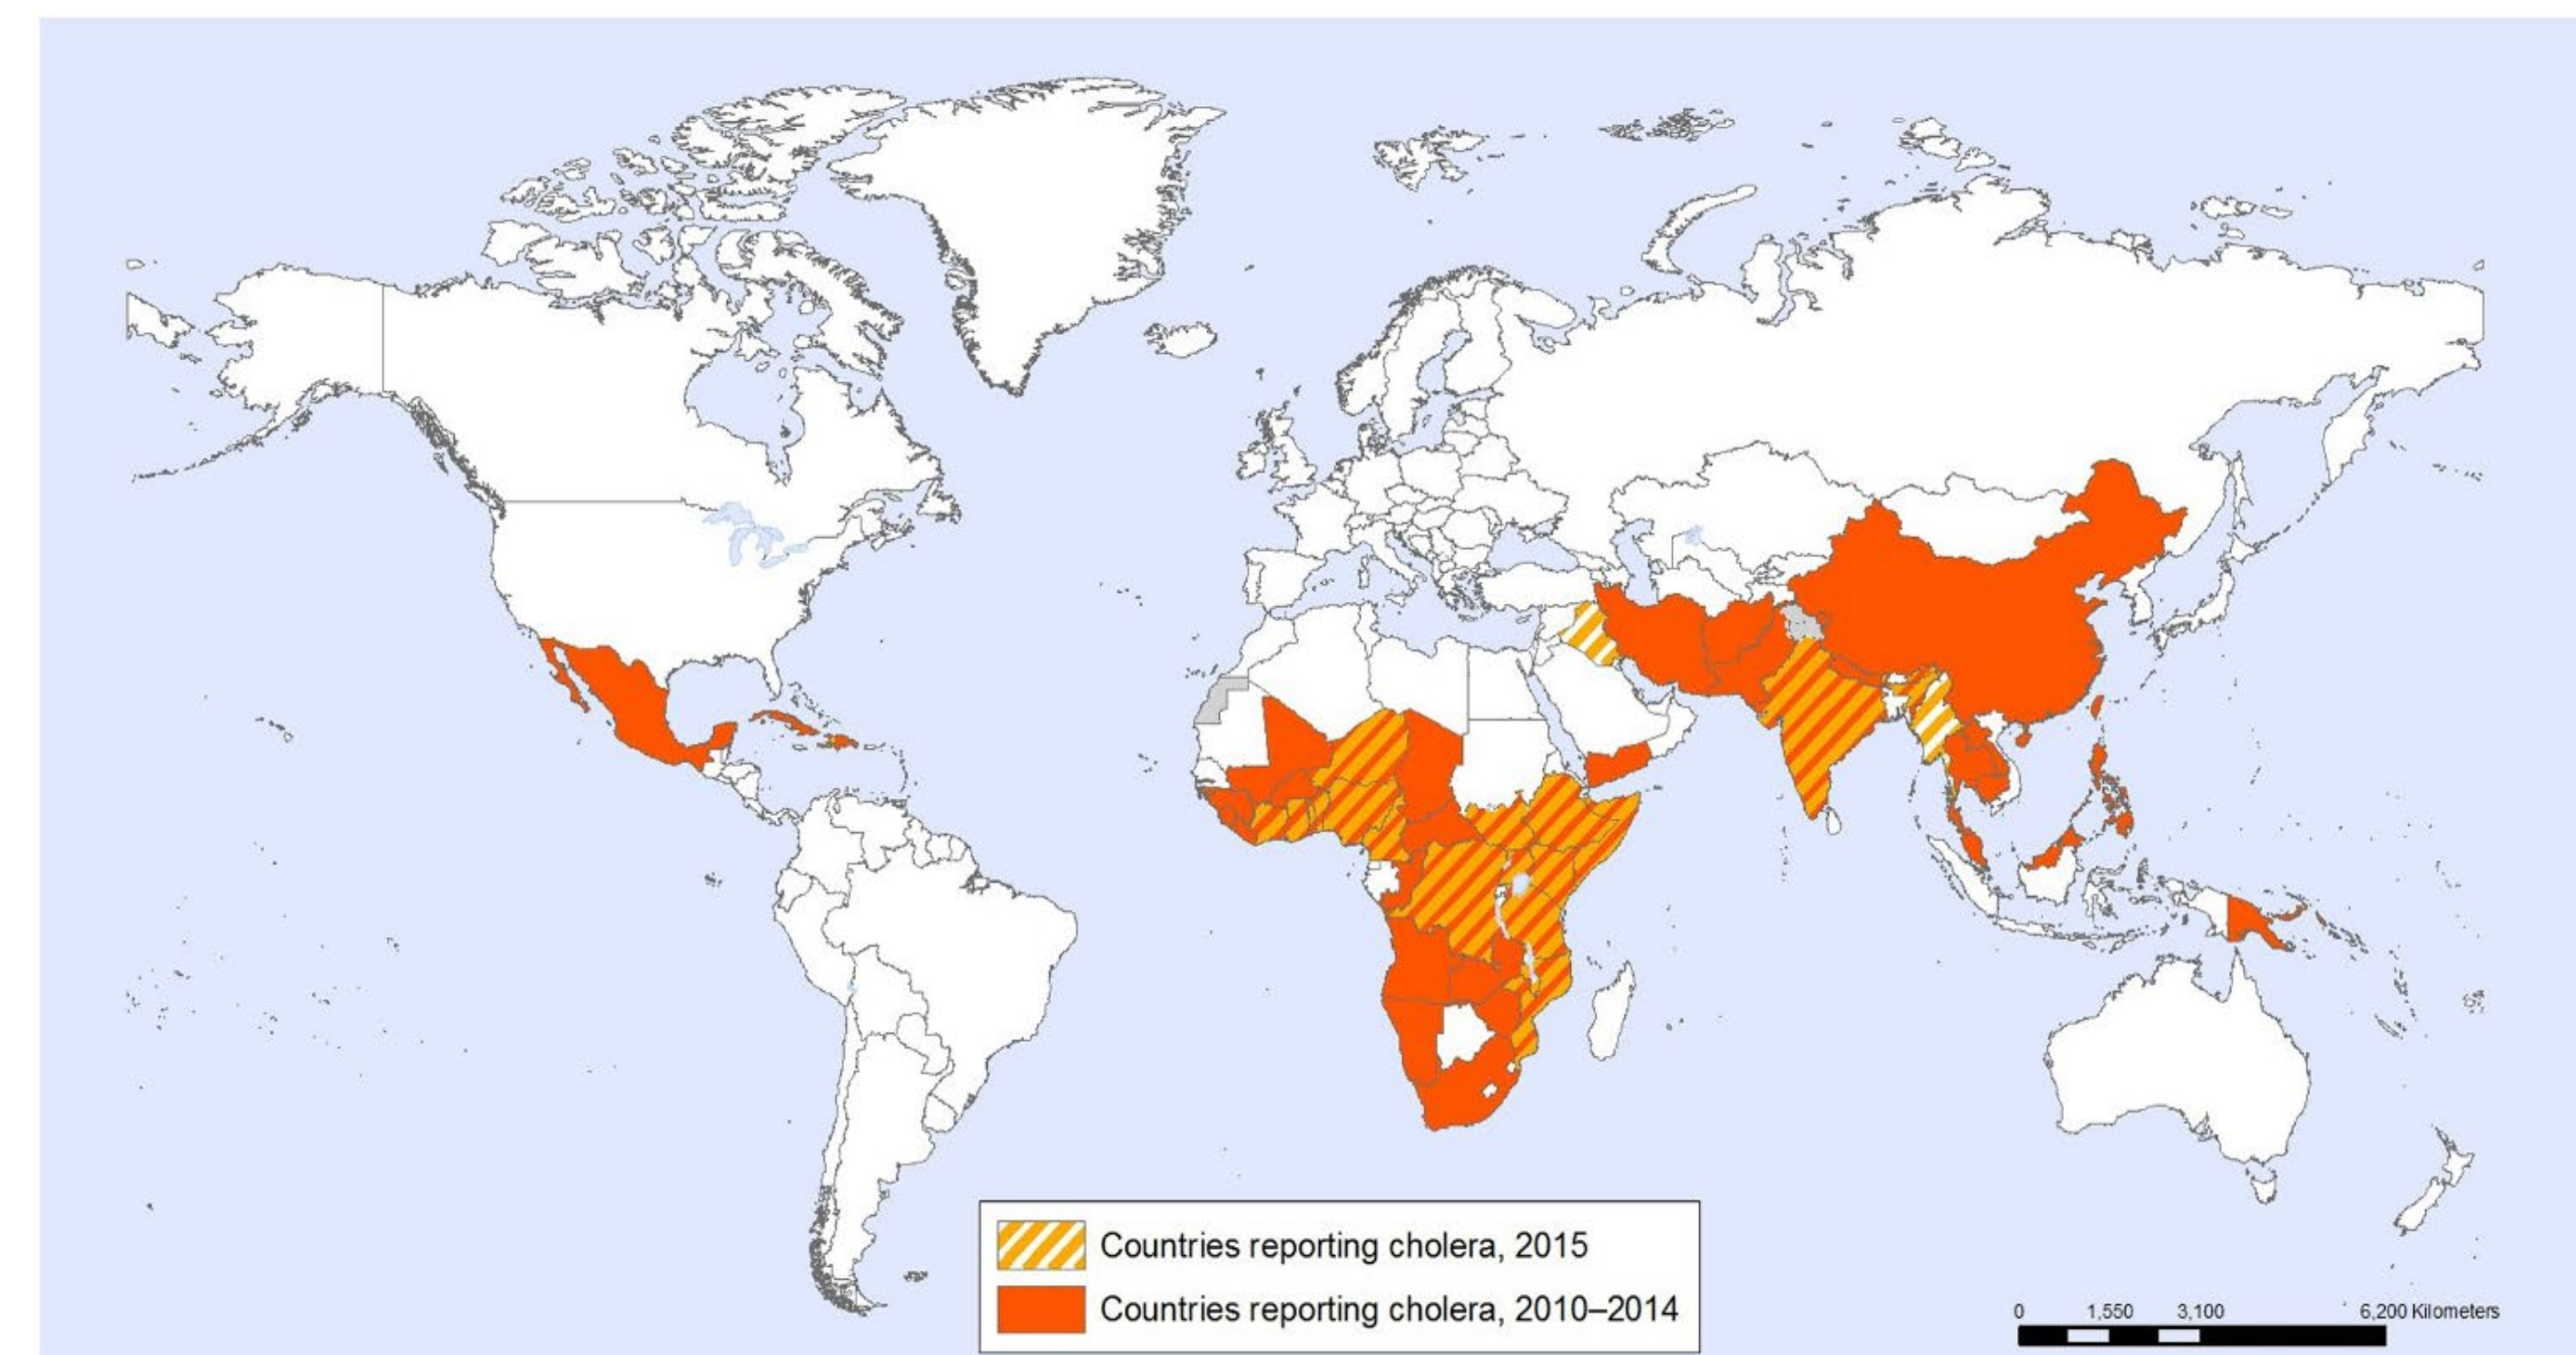 Countries reporting cholera, 2015
Countries reporting cholera, 2010–2014
0 1,550 3,100 6,200 Kilometers